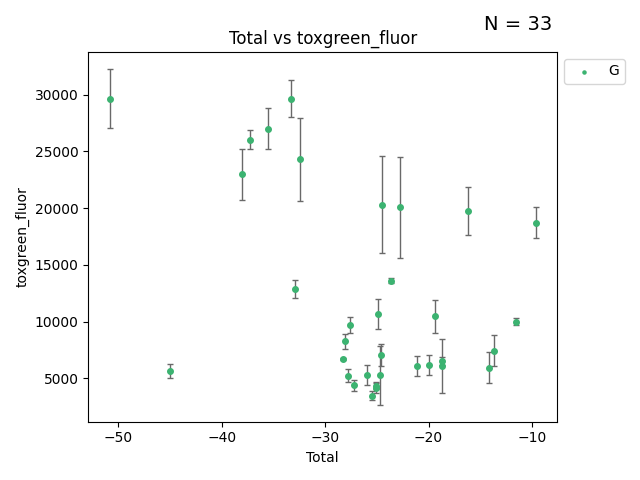 N = 33
Total vs toxgreen_fluor
G
30000
25000
20000
15000
10000
5000
toxgreen_fluor
−50
−40
−30
−20
−10
Total